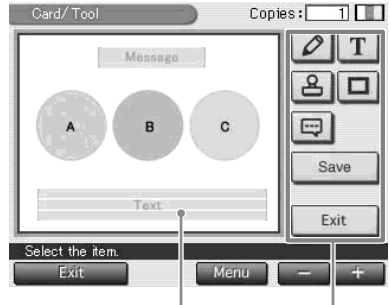 Card/Tool Copies: 1
Message
T
A B C
Save
Text
Exit
Select the item.
Exit Menu - +